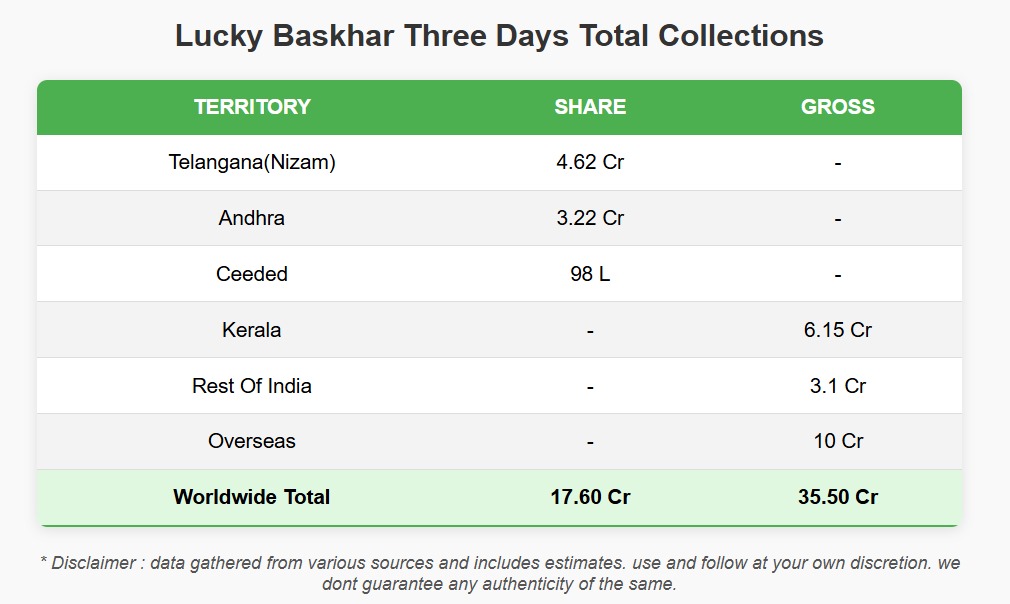 Lucky Baskhar Three Days Total Collections
TERRITORY SHARE GROSS
Telangana(Nizam) 4.62 Cr -
Andhra 3.22 Cr -
Ceeded 98 L -
Kerala - 6.15 Cr
Rest Of India - 3.1 Cr
Overseas - 10 Cr
Worldwide Total 17.60 Cr 35.50 Cr
* Disclaimer : data gathered from various sources and includes estimates. use and follow at your own discretion. we
dont guarantee any authenticity of the same.